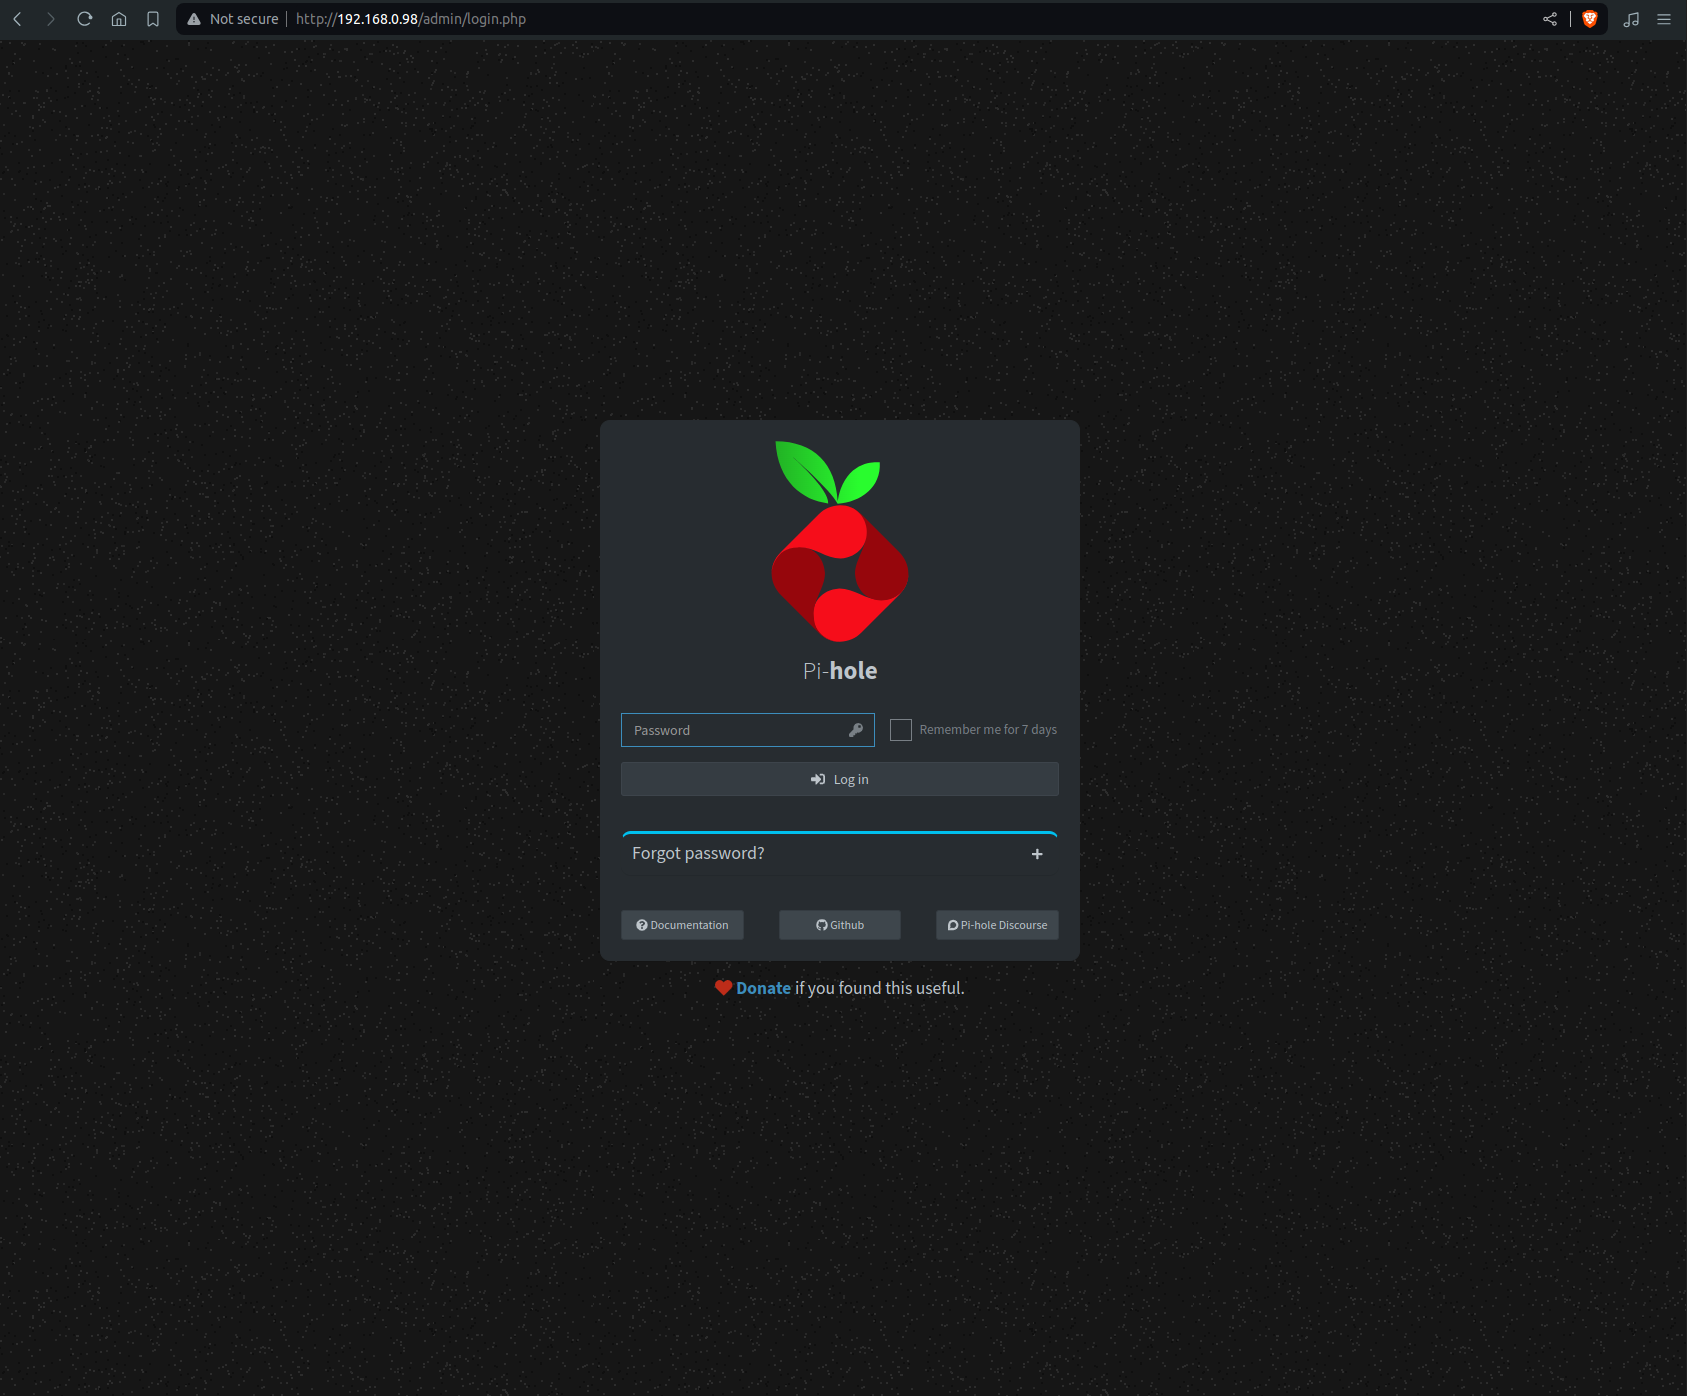 Not secure http://192.168.0.98/admin/login.php
Pi-hole
Password
Remember me for 7 days
Log in
Forgot password?
Documentation
Github
Pi-hole Discourse
Donate if you found this useful.